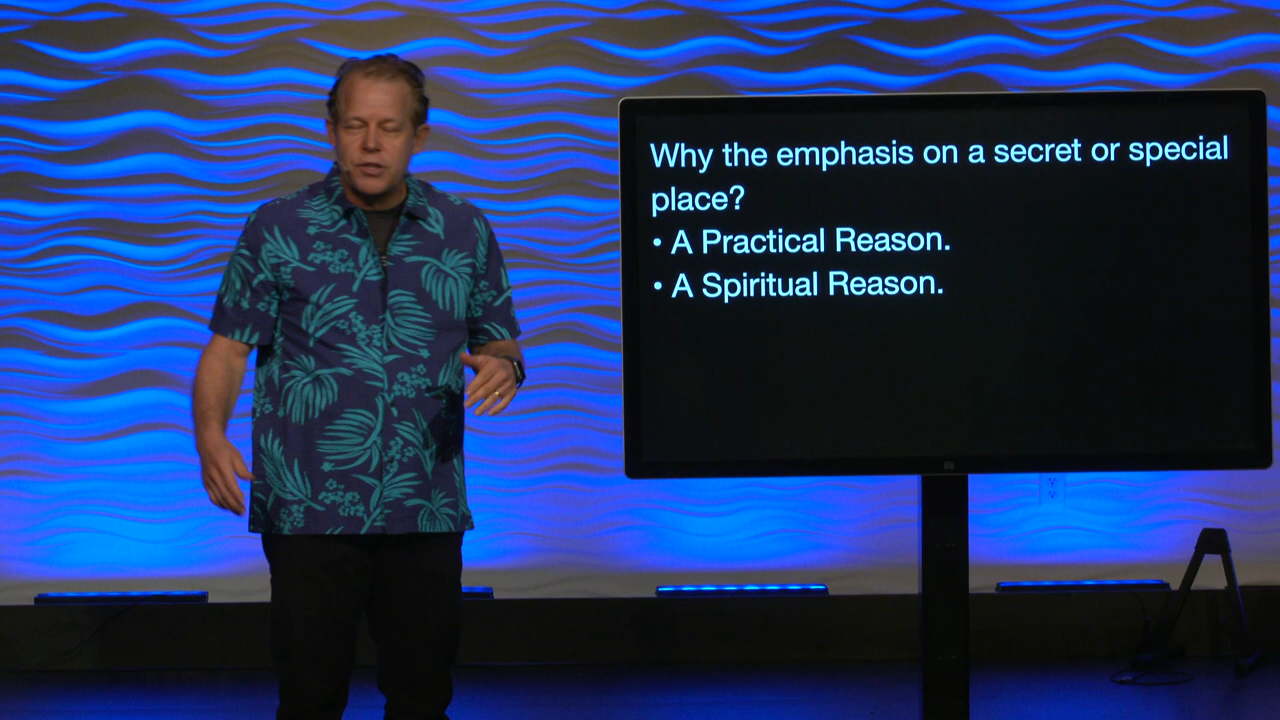 Why the emphasis on a secret or special
place?
• A Practical Reason.
• A Spiritual Reason.